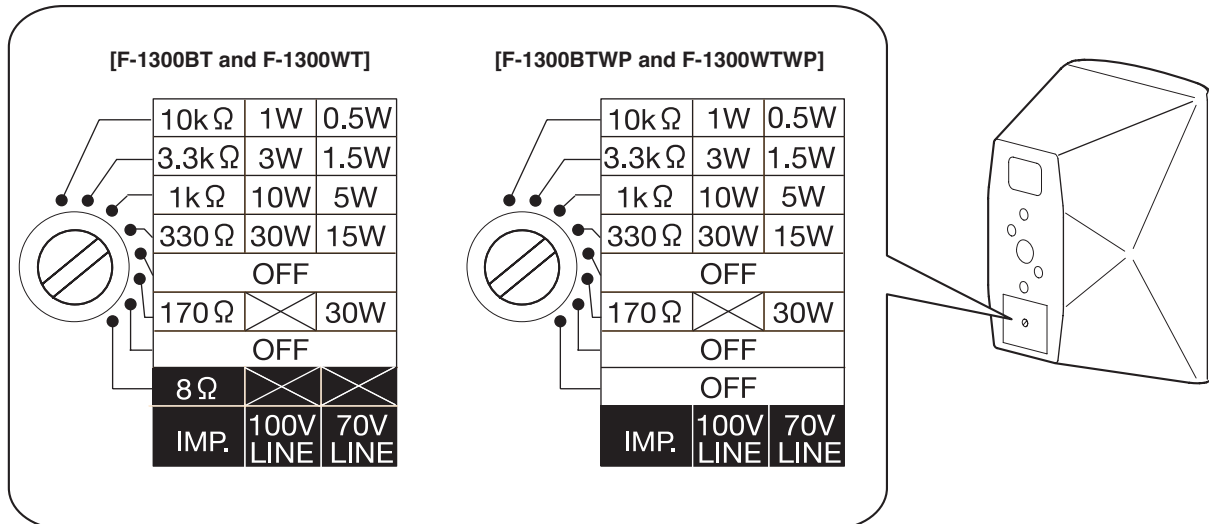 [F-1300BT and F-1300WT]
10kΩ 1W 0.5W
3.3kΩ 3W 1.5W
1kΩ 10W 5W
330Ω 30W 15W
OFF
170Ω 30W
OFF
8Ω
IMP. 100V LINE 70V LINE
[F-1300BTWP and F-1300WTWP]
10kΩ 1W 0.5W
3.3kΩ 3W 1.5W
1kΩ 10W 5W
330Ω 30W 15W
OFF
170Ω 30W
OFF
OFF
IMP. 100V LINE 70V LINE